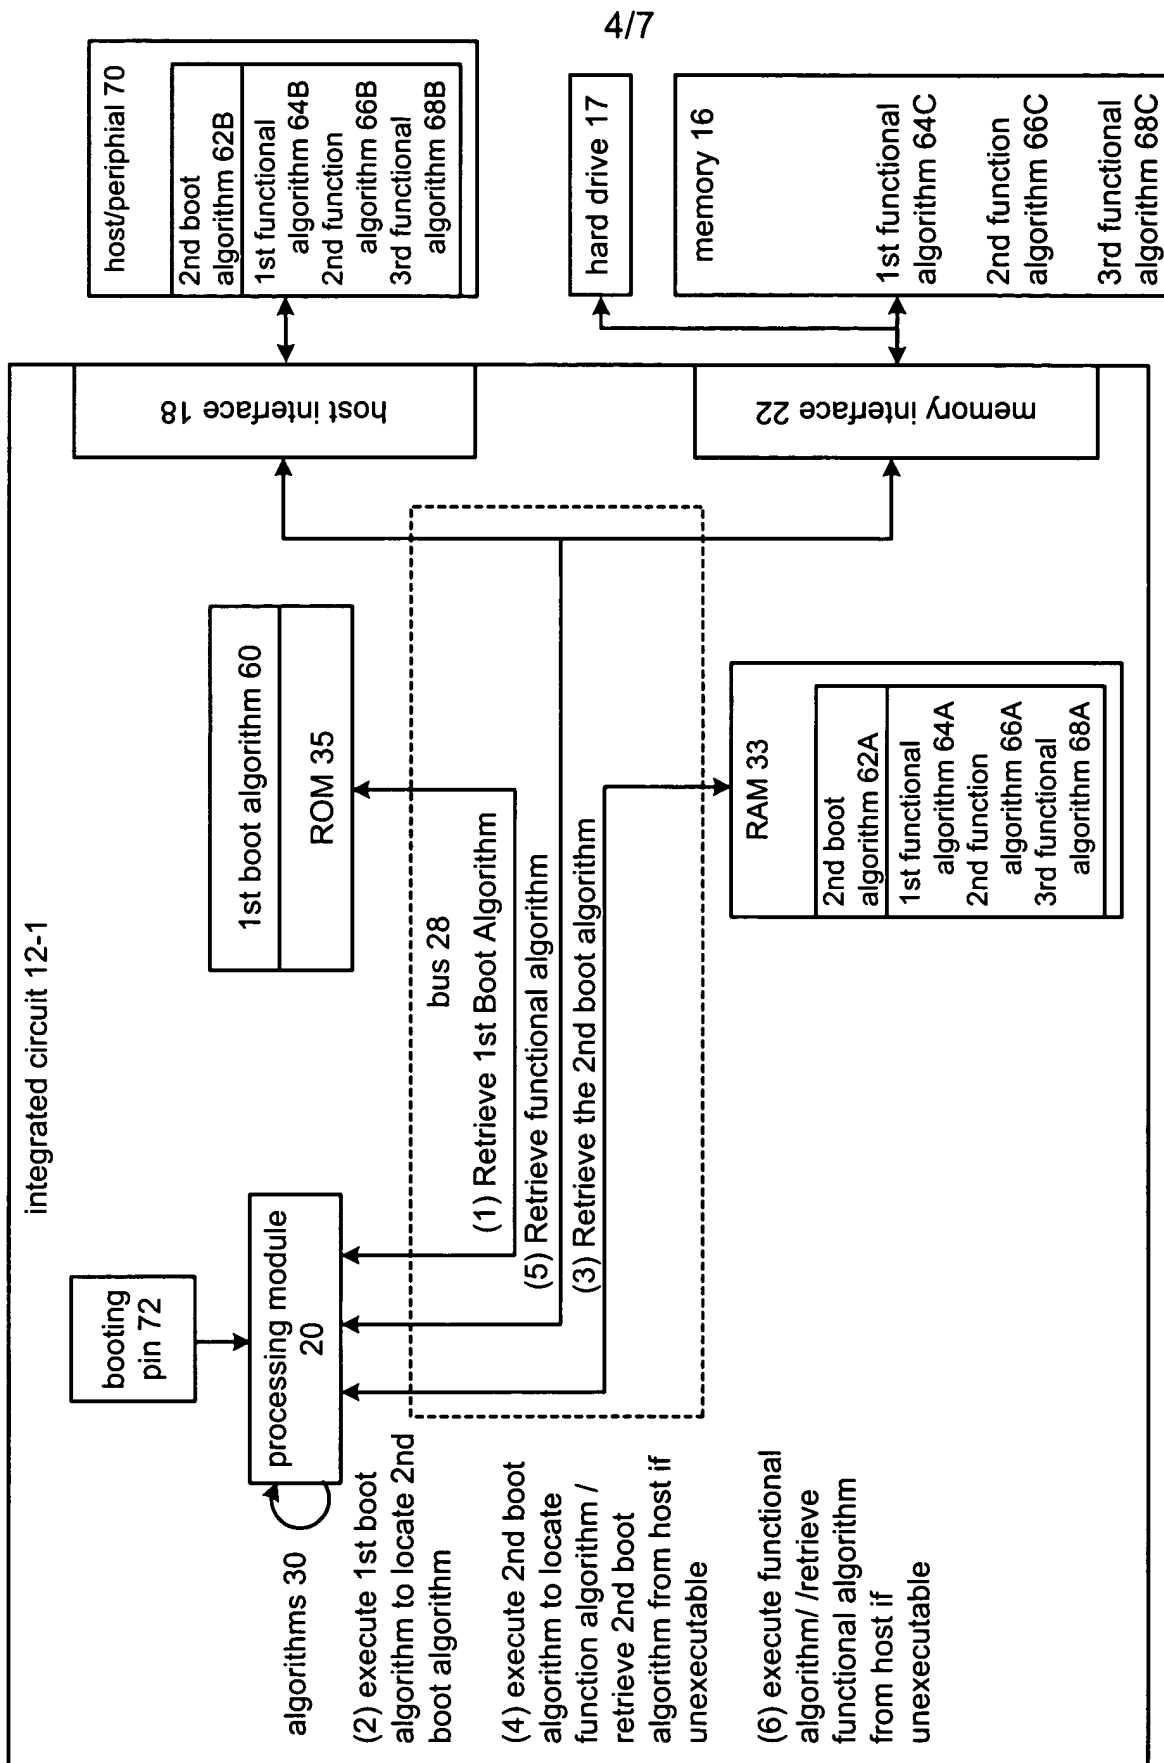 4/7
integrated circuit 12-1
booting
pin 72
processing module
20
algorithms 30
(2) execute 1st boot
algorithm to locate 2nd
boot algorithm
(4) execute 2nd boot
algorithm to locate
function algorithm /
retrieve 2nd boot
algorithm from host if
unexecutable
(6) execute functional
algorithm/ /retrieve
functional algorithm
from host if
unexecutable
1st boot algorithm 60
ROM 35
bus 28
(1) Retrieve 1st Boot Algorithm
(5) Retrieve functional algorithm
(3) Retrieve the 2nd boot algorithm
RAM 33
2nd boot
algorithm 62A
1st functional
algorithm 64A
2nd function
algorithm 66A
3rd functional
algorithm 68A
host interface 18
memory interface 22
host/periphial 70
2nd boot
algorithm 62B
1st functional
algorithm 64B
2nd function
algorithm 66B
3rd functional
algorithm 68B
hard drive 17
memory 16
1st functional
algorithm 64C
2nd function
algorithm 66C
3rd functional
algorithm 68C